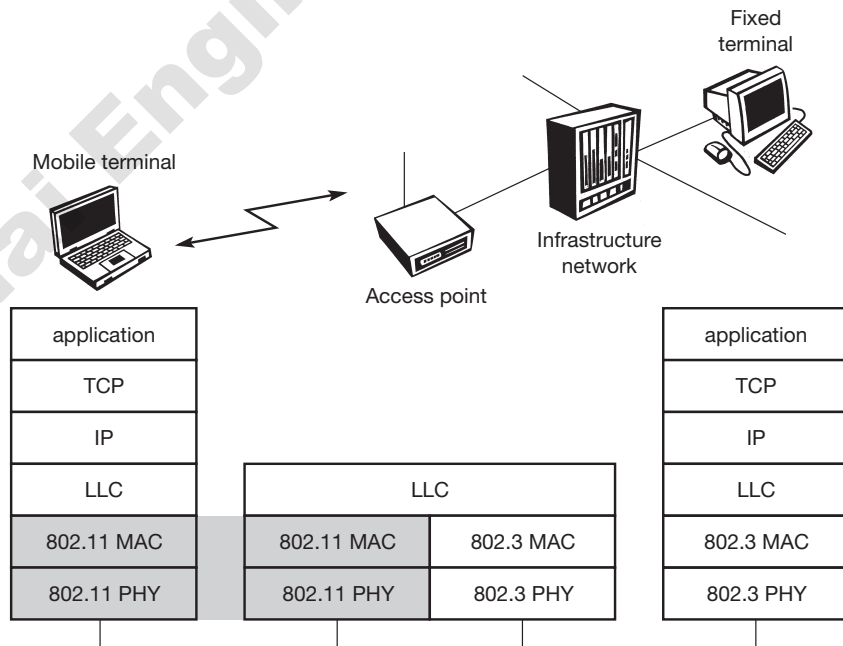 Fixed
terminal
Mobile terminal
Infrastructure
network
Access point
application
TCP
IP
LLC
802.11 MAC
802.11 PHY
LLC
802.11 MAC
802.3 MAC
802.11 PHY
802.3 PHY
application
TCP
IP
LLC
802.3 MAC
802.3 PHY